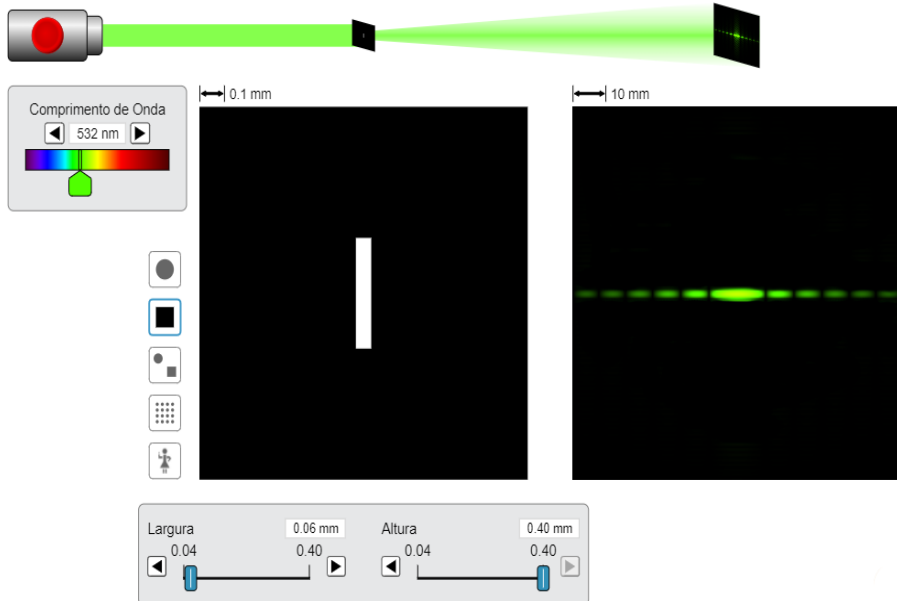 0.1 mm
10 mm
Comprimento de Onda
532 nm
Largura
0.06 mm
0.04
0.40
Altura
0.40 mm
0.04
0.40